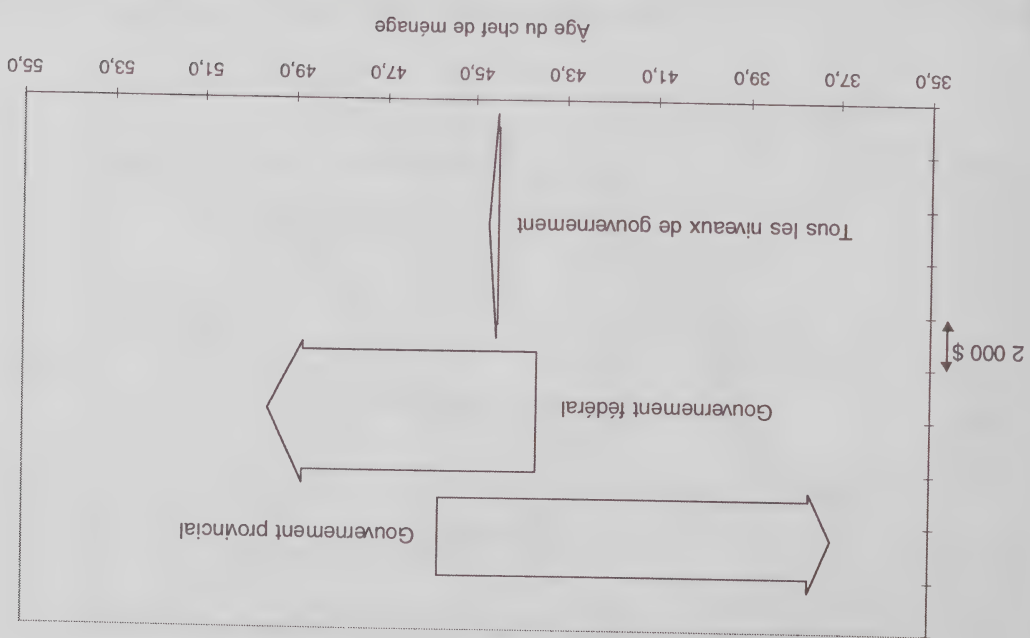 Gouvernement provincial
Gouvernement fédéral
2 000 $
Tous les niveaux de gouvernement
35,0 37,0 39,0 41,0 43,0 45,0 47,0 49,0 51,0 53,0 55,0
Âge du chef de ménage